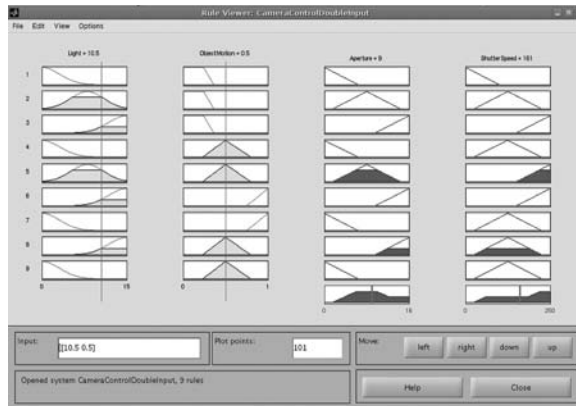 Rule Viewer: CameraControlDoubleInput
File Edit View Options
Light = 10.5 ObjectMotion = 0.5 Aperture = 9 ShutterSpeed = 161
1
2
3
4
5
6
7
8
9
0 15 0 1
0 16 0 250
Input: [[10.5 0.5] Plot points: 101 Move: left right down up
Opened system CameraControlDoubleInput, 9 rules
Help Close